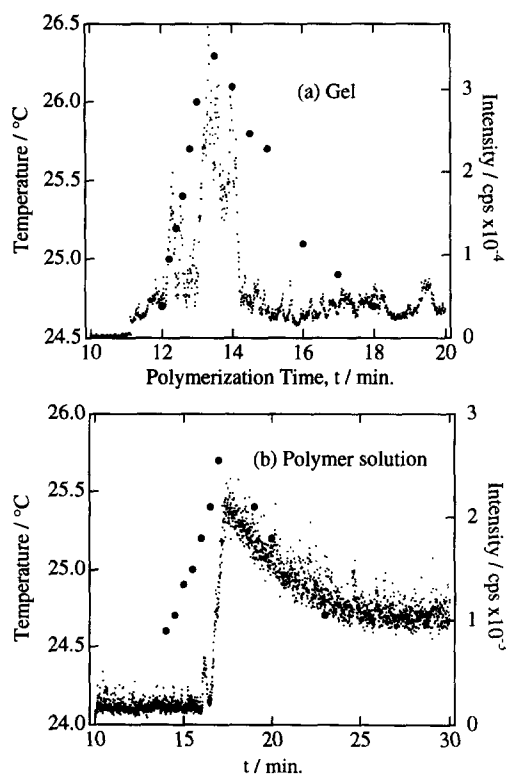 26.5
26.0
25.5
25.0
24.5
Temperature / °C
(a) Gel
3
2
1
0
Intensity / cps x10⁻⁴
10 12 14 16 18 20
Polymerization Time, t / min.
26.0
25.5
25.0
24.5
24.0
Temperature / °C
(b) Polymer solution
3
2
1
0
Intensity / cps x10⁻³
10 15 20 25 30
t / min.